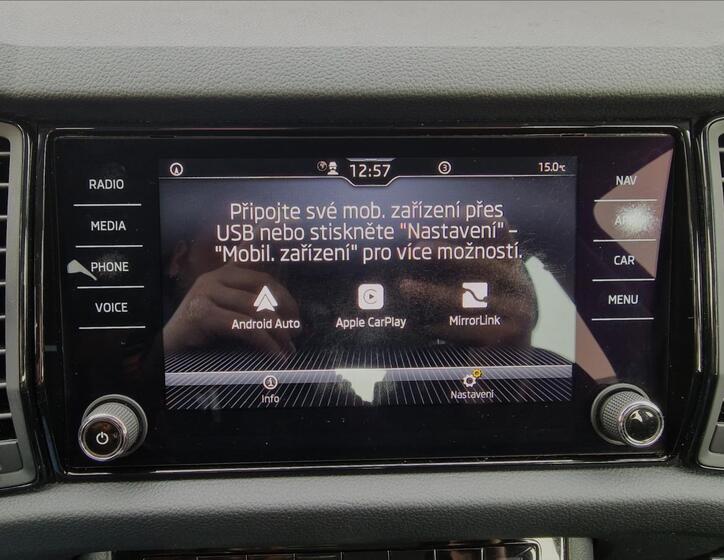 RADIO
MEDIA
PHONE
VOICE
12:57
3
15.0°C
Připojte své mob. zařízení přes
USB nebo stiskněte "Nastavení" –
"Mobil. zařízení" pro více možností.
Android Auto
Apple CarPlay
MirrorLink
Info
Nastavení
NAV
CAR
MENU